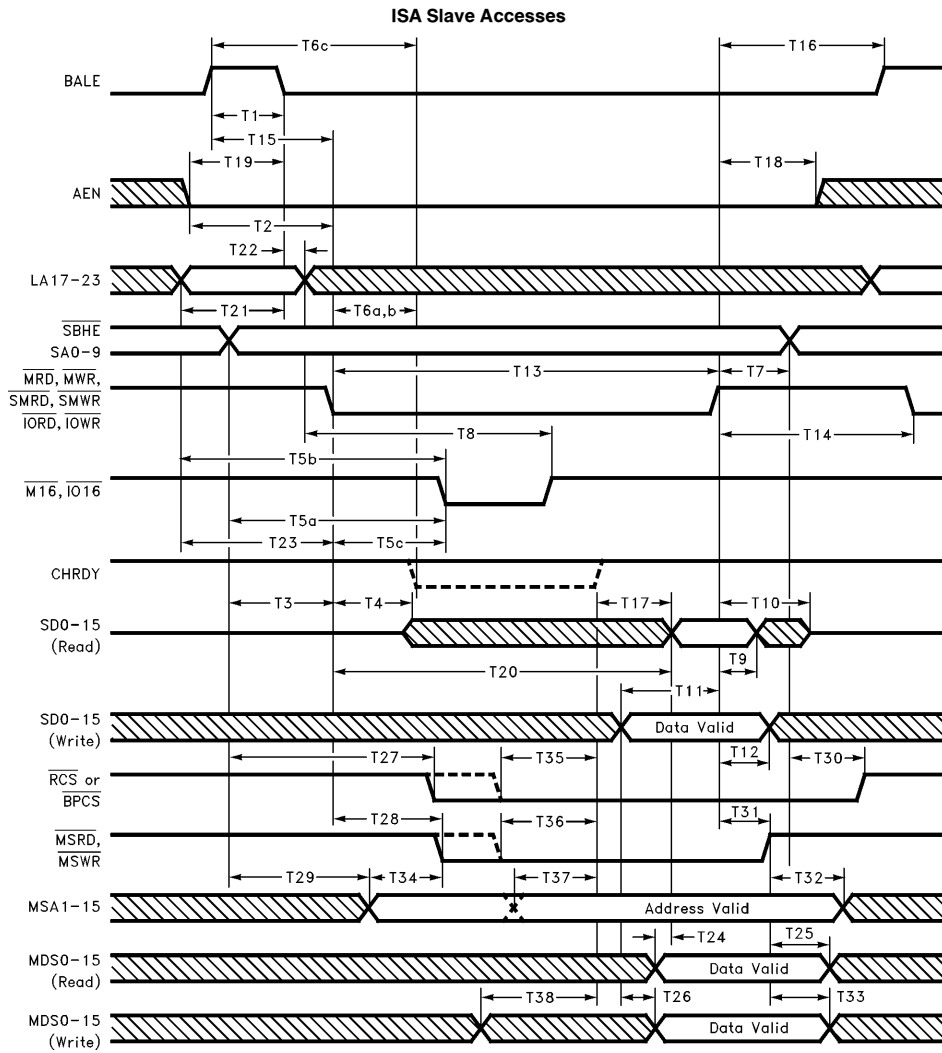 ISA Slave Accesses
T6c
T16
BALE
T1
T15
T19
T18
AEN
T2
T22
LA17-23
T21
T6a,b
SBHE
SA0-9
T13
T7
MRD, MWR,
SMRD, SMWR
IORD, IOWR
T8
T14
T5b
M16, IO16
T5a
T23
T5c
CHRDY
T3
T4
T17
T10
SD0-15
(Read)
T9
T20
T11
SD0-15
(Write)
Data Valid
T27
T35
T12
T30
RCS or
BPCS
T28
T36
T31
MSRD,
MSWR
T29
T34
T37
T32
MSA1-15
Address Valid
T24
T25
MDS0-15
(Read)
Data Valid
T38
T26
T33
MDS0-15
(Write)
Data Valid